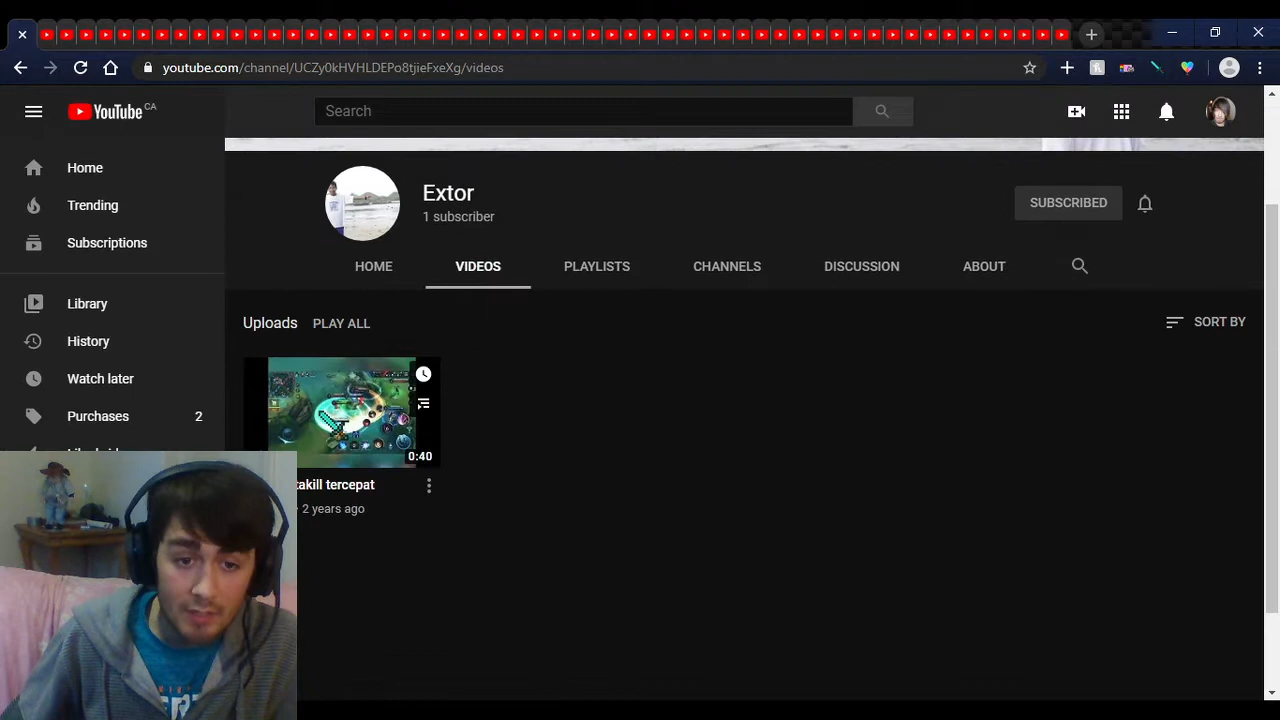 youtube.com/channel/UCZy0kHVHLDEPo8tjieFxeXg/videos
YouTube CA
Search
Home
Trending
Subscriptions
Library
History
Watch later
Purchases 2
Extor
1 subscriber
SUBSCRIBED
HOME VIDEOS PLAYLISTS CHANNELS DISCUSSION ABOUT
Uploads PLAY ALL
SORT BY
0:40
takill tercepat
2 years ago